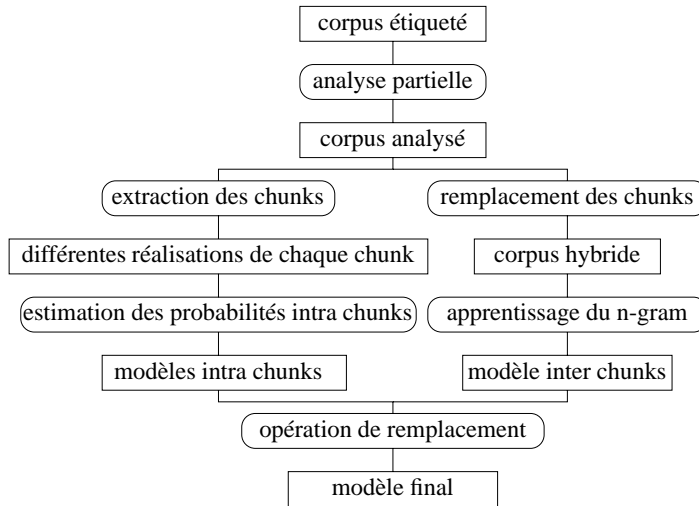 corpus étiqueté
analyse partielle
corpus analysé
extraction des chunks
remplacement des chunks
différentes réalisations de chaque chunk
corpus hybride
estimation des probabilités intra chunks
apprentissage du n-gram
modèles intra chunks
modèle inter chunks
opération de remplacement
modèle final